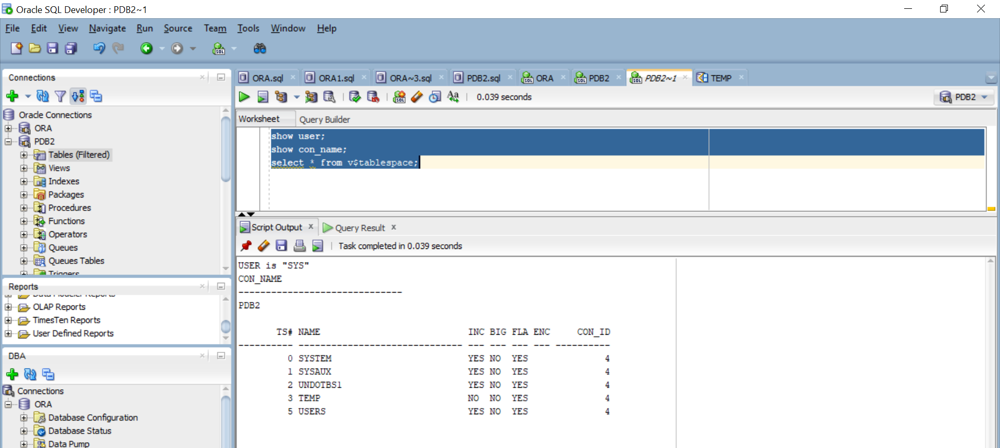 Oracle SQL Developer : PDB2~1
File Edit View Navigate Run Source Team Tools Window Help
Connections
Oracle Connections
ORA
PDB2
Tables (Filtered)
Views
Indexes
Packages
Procedures
Functions
Operators
Queues
Queues Tables
Triggers
Reports
Data Modeler Reports
OLAP Reports
TimesTen Reports
User Defined Reports
DBA
Connections
ORA
Database Configuration
Database Status
Data Pump
ORA.sql ORA1.sql ORA~3.sql PDB2.sql ORA PDB2 PDB2~1 TEMP
0.039 seconds
PDB2
Worksheet Query Builder
show user;
show con_name;
select * from v$tablespace;
Script Output x Query Result x
Task completed in 0.039 seconds
USER is "SYS"
CON_NAME
------------------------------
PDB2
TS# NAME INC BIG FLA ENC CON_ID
---------- ------------------------------ --- --- --- --- ----------
0 SYSTEM YES NO YES 4
1 SYSAUX YES NO YES 4
2 UNDOTBS1 YES NO YES 4
3 TEMP NO NO YES 4
5 USERS YES NO YES 4